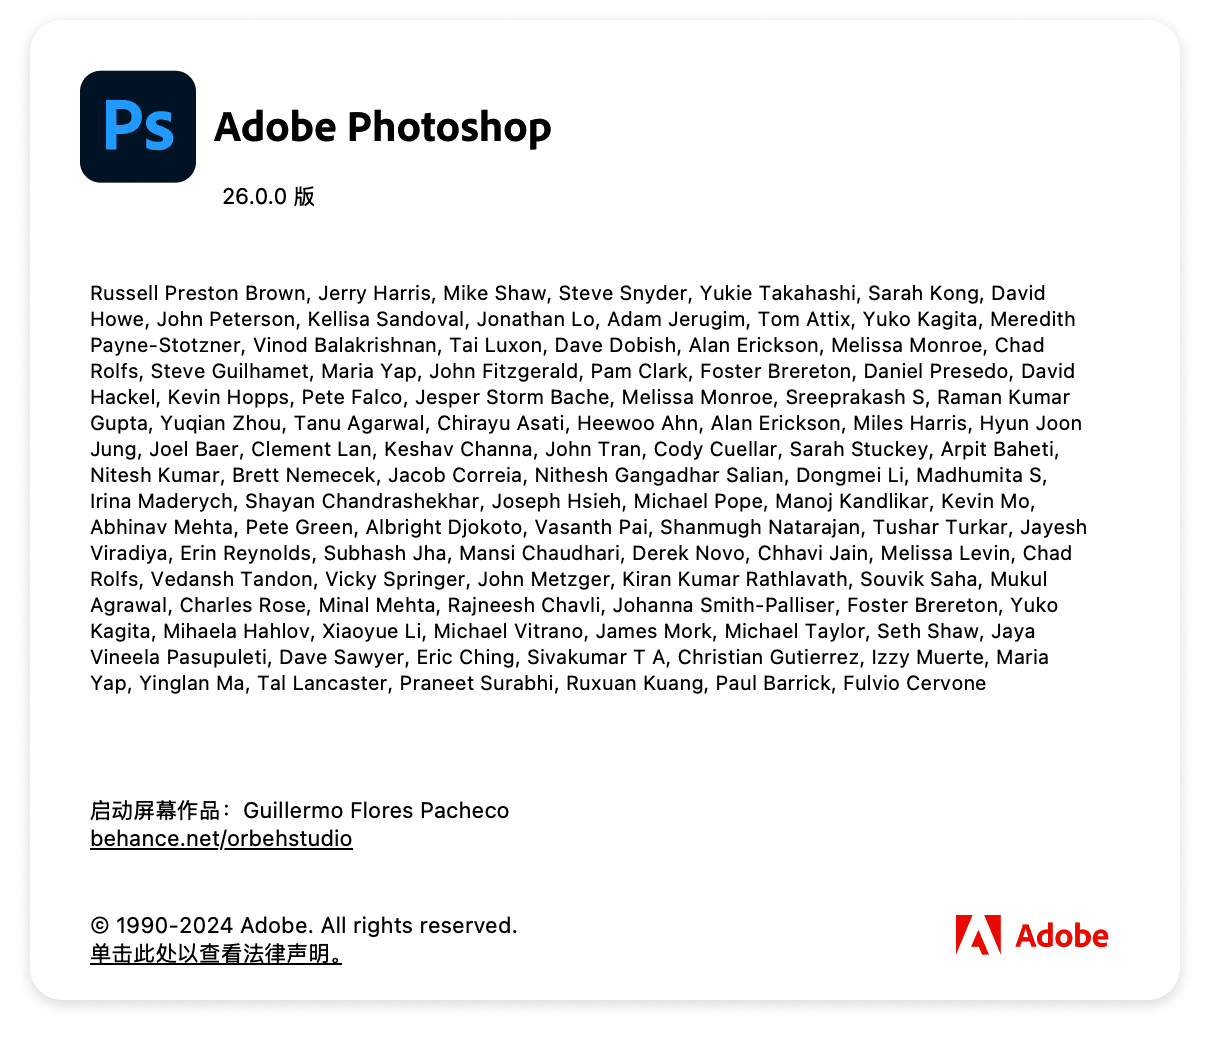 Ps
Adobe Photoshop
26.0.0 版
Russell Preston Brown, Jerry Harris, Mike Shaw, Steve Snyder, Yukie Takahashi, Sarah Kong, David
Howe, John Peterson, Kellisa Sandoval, Jonathan Lo, Adam Jerugim, Tom Attix, Yuko Kagita, Meredith
Payne-Stotzner, Vinod Balakrishnan, Tai Luxon, Dave Dobish, Alan Erickson, Melissa Monroe, Chad
Rolfs, Steve Guilhamet, Maria Yap, John Fitzgerald, Pam Clark, Foster Brereton, Daniel Presedo, David
Hackel, Kevin Hopps, Pete Falco, Jesper Storm Bache, Melissa Monroe, Sreeprakash S, Raman Kumar
Gupta, Yuqian Zhou, Tanu Agarwal, Chirayu Asati, Heewoo Ahn, Alan Erickson, Miles Harris, Hyun Joon
Jung, Joel Baer, Clement Lan, Keshav Channa, John Tran, Cody Cuellar, Sarah Stuckey, Arpit Baheti,
Nitesh Kumar, Brett Nemecek, Jacob Correia, Nithesh Gangadhar Salian, Dongmei Li, Madhumita S,
Irina Maderych, Shayan Chandrashekhar, Joseph Hsieh, Michael Pope, Manoj Kandlikar, Kevin Mo,
Abhinav Mehta, Pete Green, Albright Djokoto, Vasanth Pai, Shanmugh Natarajan, Tushar Turkar, Jayesh
Viradiya, Erin Reynolds, Subhash Jha, Mansi Chaudhari, Derek Novo, Chhavi Jain, Melissa Levin, Chad
Rolfs, Vedansh Tandon, Vicky Springer, John Metzger, Kiran Kumar Rathlavath, Souvik Saha, Mukul
Agrawal, Charles Rose, Minal Mehta, Rajneesh Chavli, Johanna Smith-Palliser, Foster Brereton, Yuko
Kagita, Mihaela Hahlov, Xiaoyue Li, Michael Vitrano, James Mork, Michael Taylor, Seth Shaw, Jaya
Vineela Pasupuleti, Dave Sawyer, Eric Ching, Sivakumar T A, Christian Gutierrez, Izzy Muerte, Maria
Yap, Yinglan Ma, Tal Lancaster, Praneet Surabhi, Ruxuan Kuang, Paul Barrick, Fulvio Cervone
启动屏幕作品：Guillermo Flores Pacheco
behance.net/orbehstudio
© 1990-2024 Adobe. All rights reserved.
单击此处以查看法律声明。
Adobe